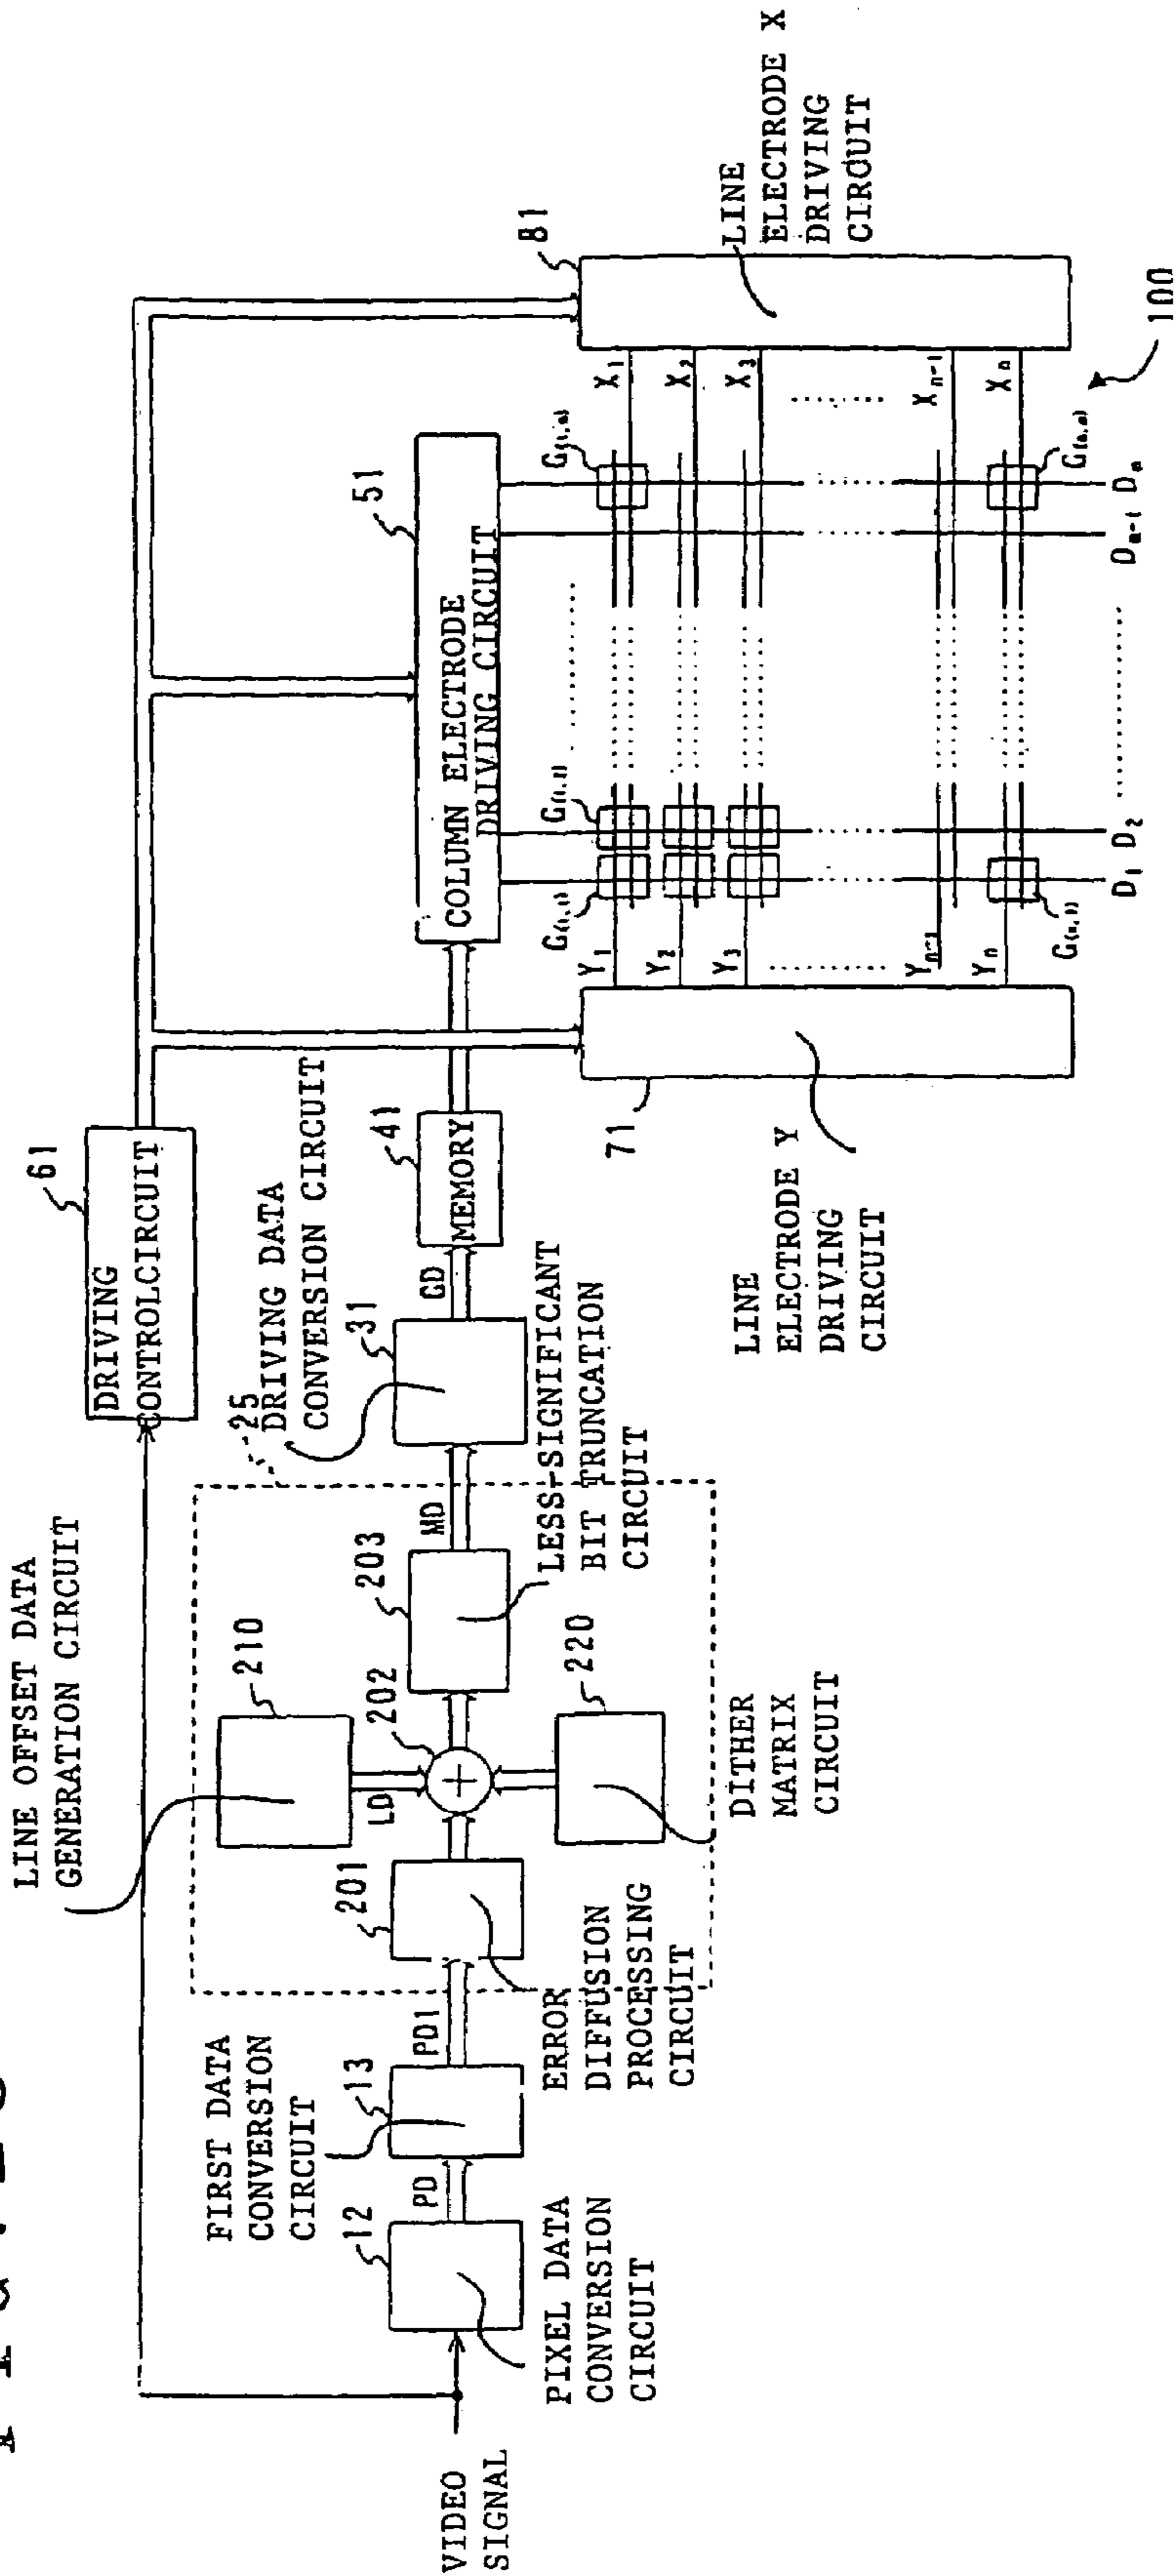 VIDEO
SIGNAL
12
PIXEL DATA
CONVERSION
CIRCUIT
PD
FIRST DATA
CONVERSION
CIRCUIT
13
PD1
LINE OFFSET DATA
GENERATION CIRCUIT
201
ERROR
DIFFUSION
PROCESSING
CIRCUIT
210
LD
202
+
220
DITHER
MATRIX
CIRCUIT
203
LESS-SIGNIFICANT
BIT TRUNCATION
CIRCUIT
MD
25
DRIVING DATA
CONVERSION CIRCUIT
31
GD
41
MEMORY
61
DRIVING
CONTROLCIRCUIT
51
COLUMN ELECTRODE
DRIVING CIRCUIT
71
LINE
ELECTRODE Y
DRIVING
CIRCUIT
81
LINE
ELECTRODE X
DRIVING
CIRCUIT
G(1,1)
Y1
Y2
Y3
Yn-1
Yn
X1
X2
X3
Xn-1
Xn
D1 D2
100